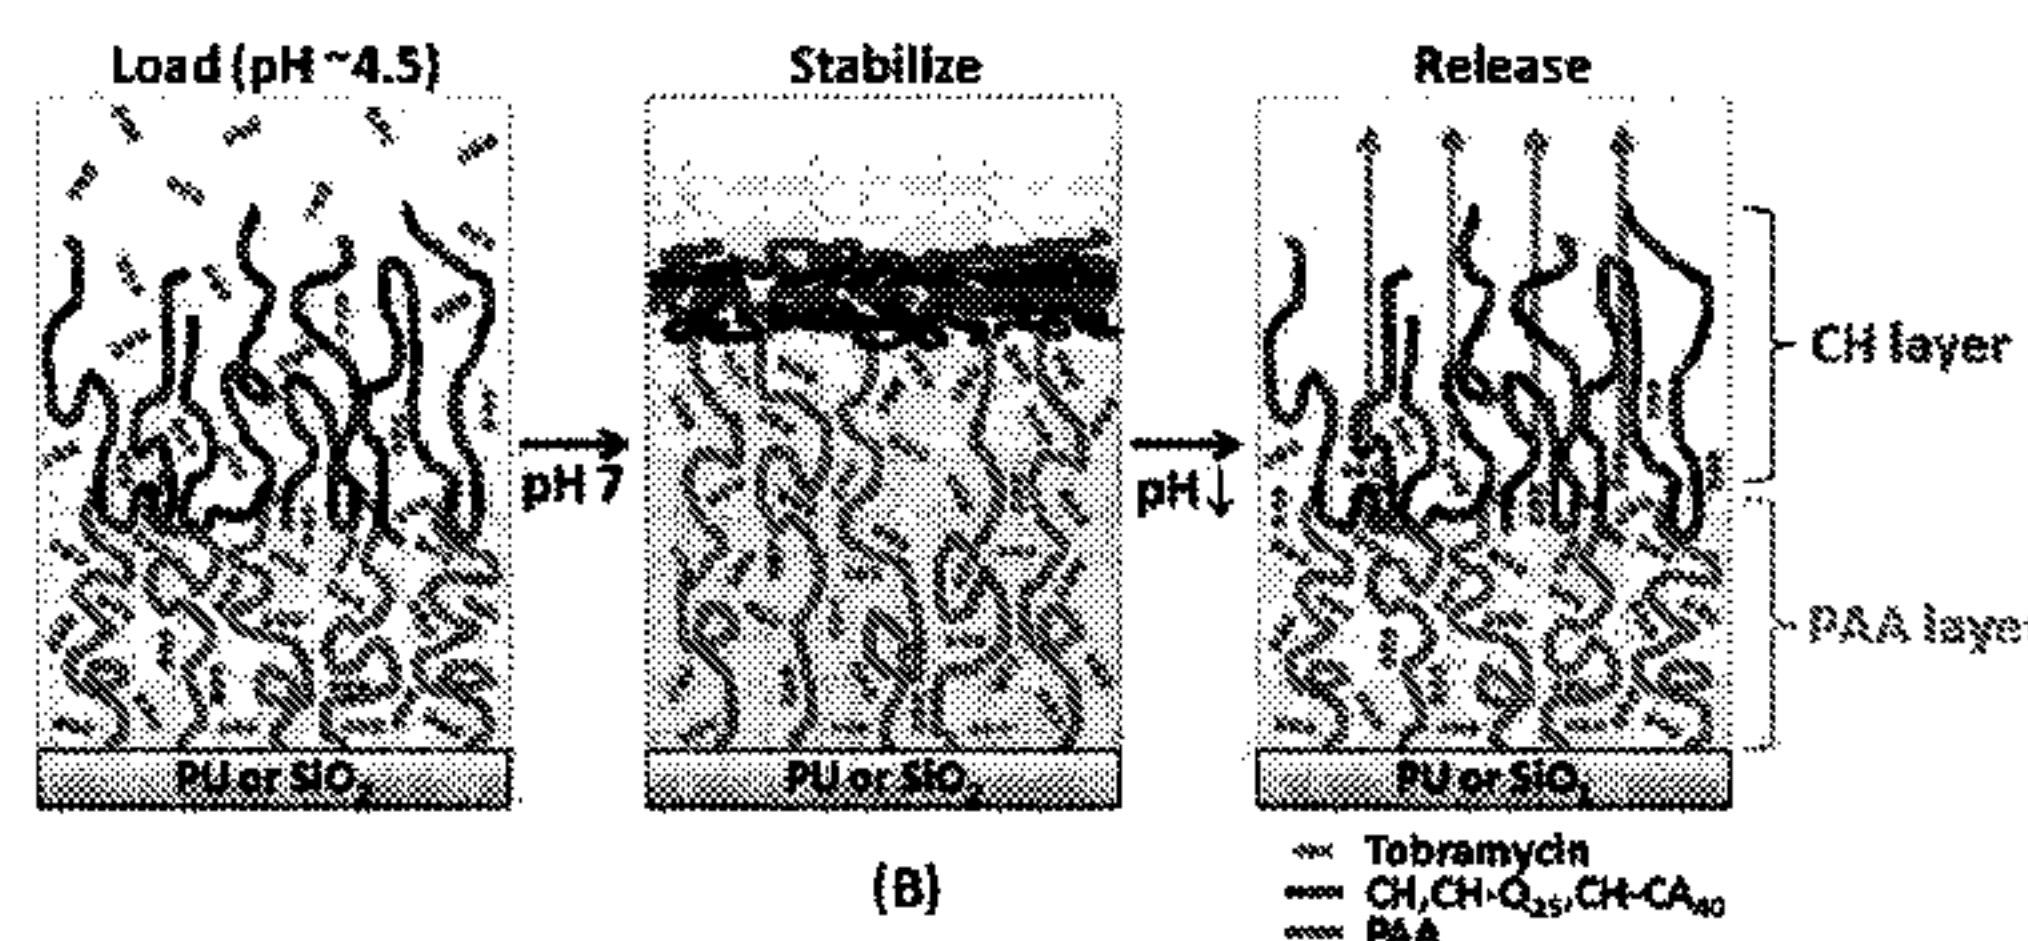 Load (pH ~4.5)
Stabilize
Release
CH layer
pH 7
pH↓
PAA layer
PU or SiO₂
PU or SiO₂
PU or SiO₂
(B)
Tobramycin
CH,CH-Q₂₅,CH-CA₄₀
PAA